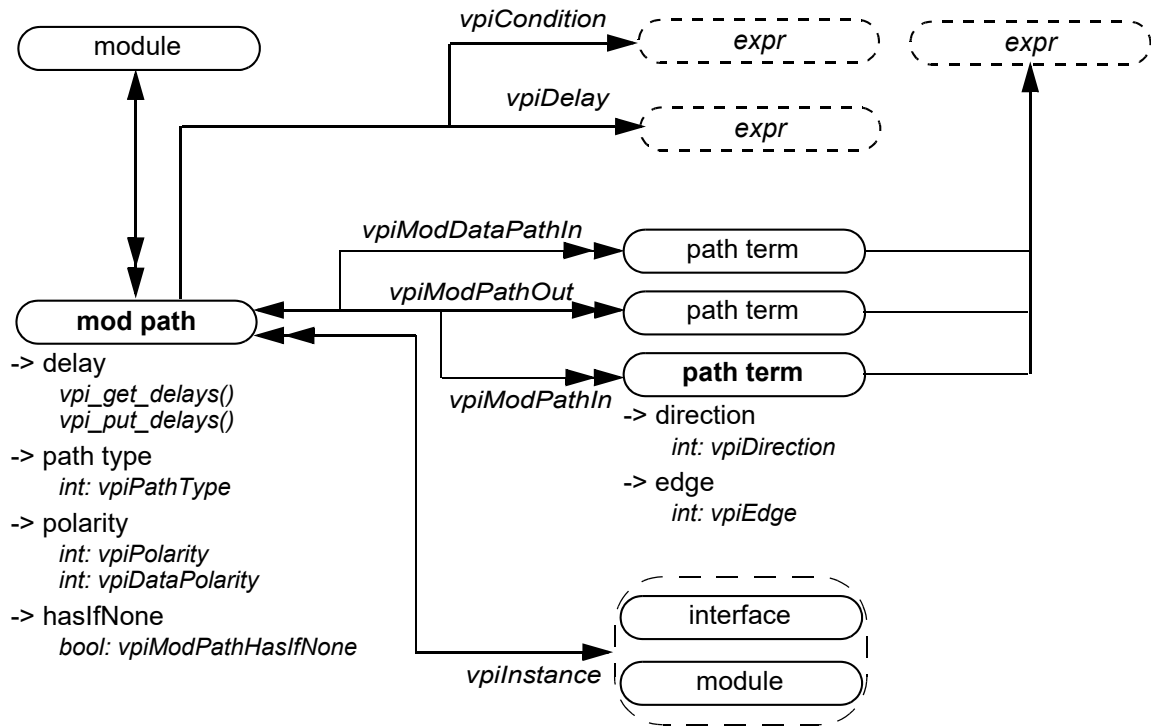 vpiCondition
module
expr
expr
vpiDelay
expr
vpiModDataPathIn
path term
vpiModPathOut
mod path
path term
path term
vpiModPathIn
-> delay
vpi_get_delays()
vpi_put_delays()
-> path type
int: vpiPathType
-> polarity
int: vpiPolarity
int: vpiDataPolarity
-> hasIfNone
bool: vpiModPathHasIfNone
-> direction
int: vpiDirection
-> edge
int: vpiEdge
interface
vpiInstance
module